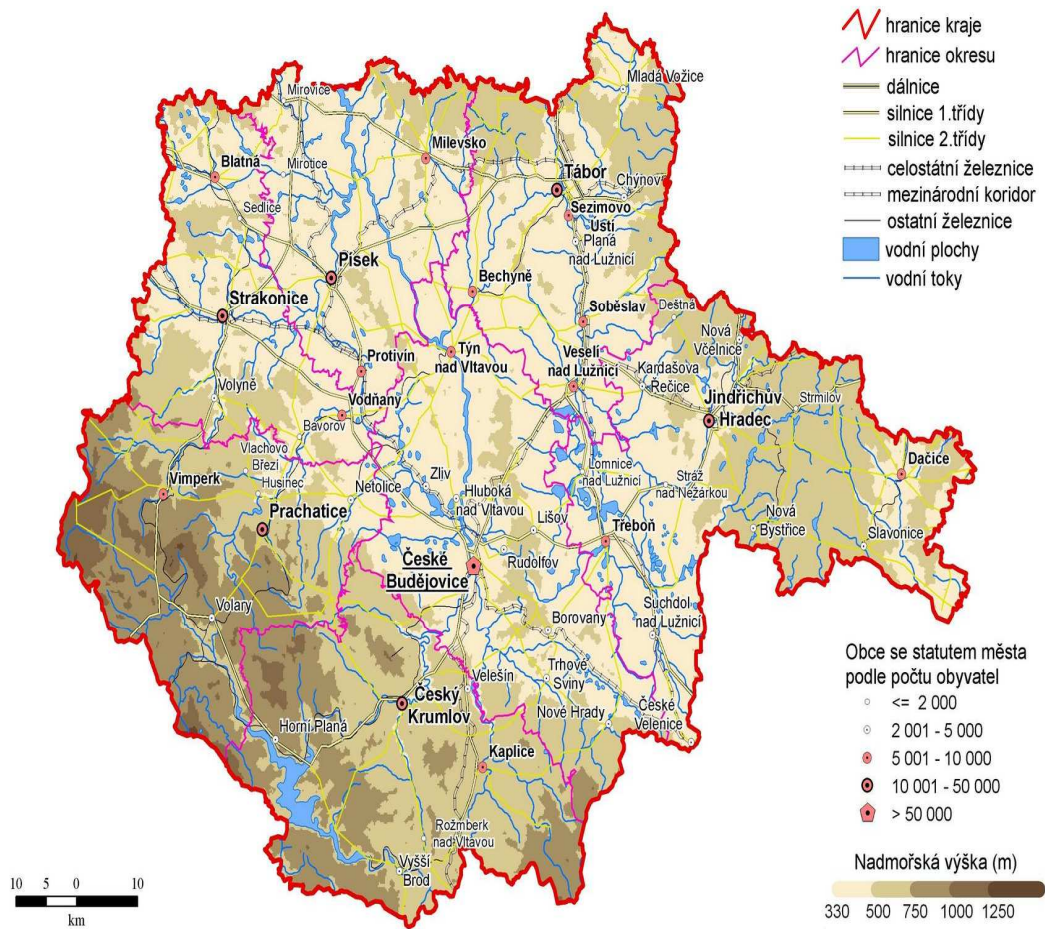 hranice kraje
hranice okresu
dálnice
silnice 1.třídy
silnice 2.třídy
celostátní železnice
mezinárodní koridor
ostatní železnice
vodní plochy
vodní toky
Mladá Vožice
Mirovice
Milevsko
Blatná
Mirotice
Tábor
Chýnov
Sedlice
Sezimovo
Ústí
Planá
nad Lužnicí
Písek
Bechyně
Strakonice
Soběslav
Deštná
Nová
Včelnice
Protivín
Týn
nad Vltavou
Veselí
nad Lužnicí
Kardašova
Řečice
Volyně
Vodňany
Jindřichův
Hradec
Strmilov
Bavorov
Vlachovo
Březí
Husinec
Dačice
Vimperk
Netolice
Zliv
Hluboká
nad Vltavou
Lomnice
nad Lužnicí
Stráž
nad Nežárkou
Prachatice
Lišov
Třeboň
Nová
Bystřice
Slavonice
České
Budějovice
Rudolfov
Volary
Borovany
Suchdol
nad Lužnicí
Trhové
Sviny
Velešín
Český
Krumlov
Nové Hrady
České
Velenice
Horní Planá
Kaplice
Rožmberk
nad Vltavou
Vyšší
Brod
Obce se statutem města
podle počtu obyvatel
<= 2 000
2 001 - 5 000
5 001 - 10 000
10 001 - 50 000
> 50 000
Nadmořská výška (m)
330 500 750 1000 1250
10 5 0 10
km